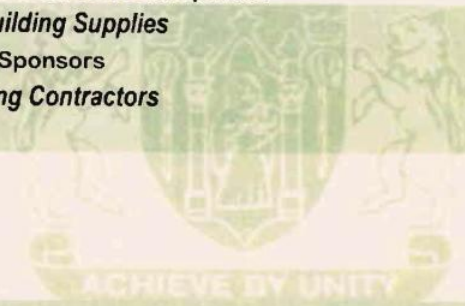 uilding Supplies
Sponsors
ng Contractors
ACHIEVE BY UNITY